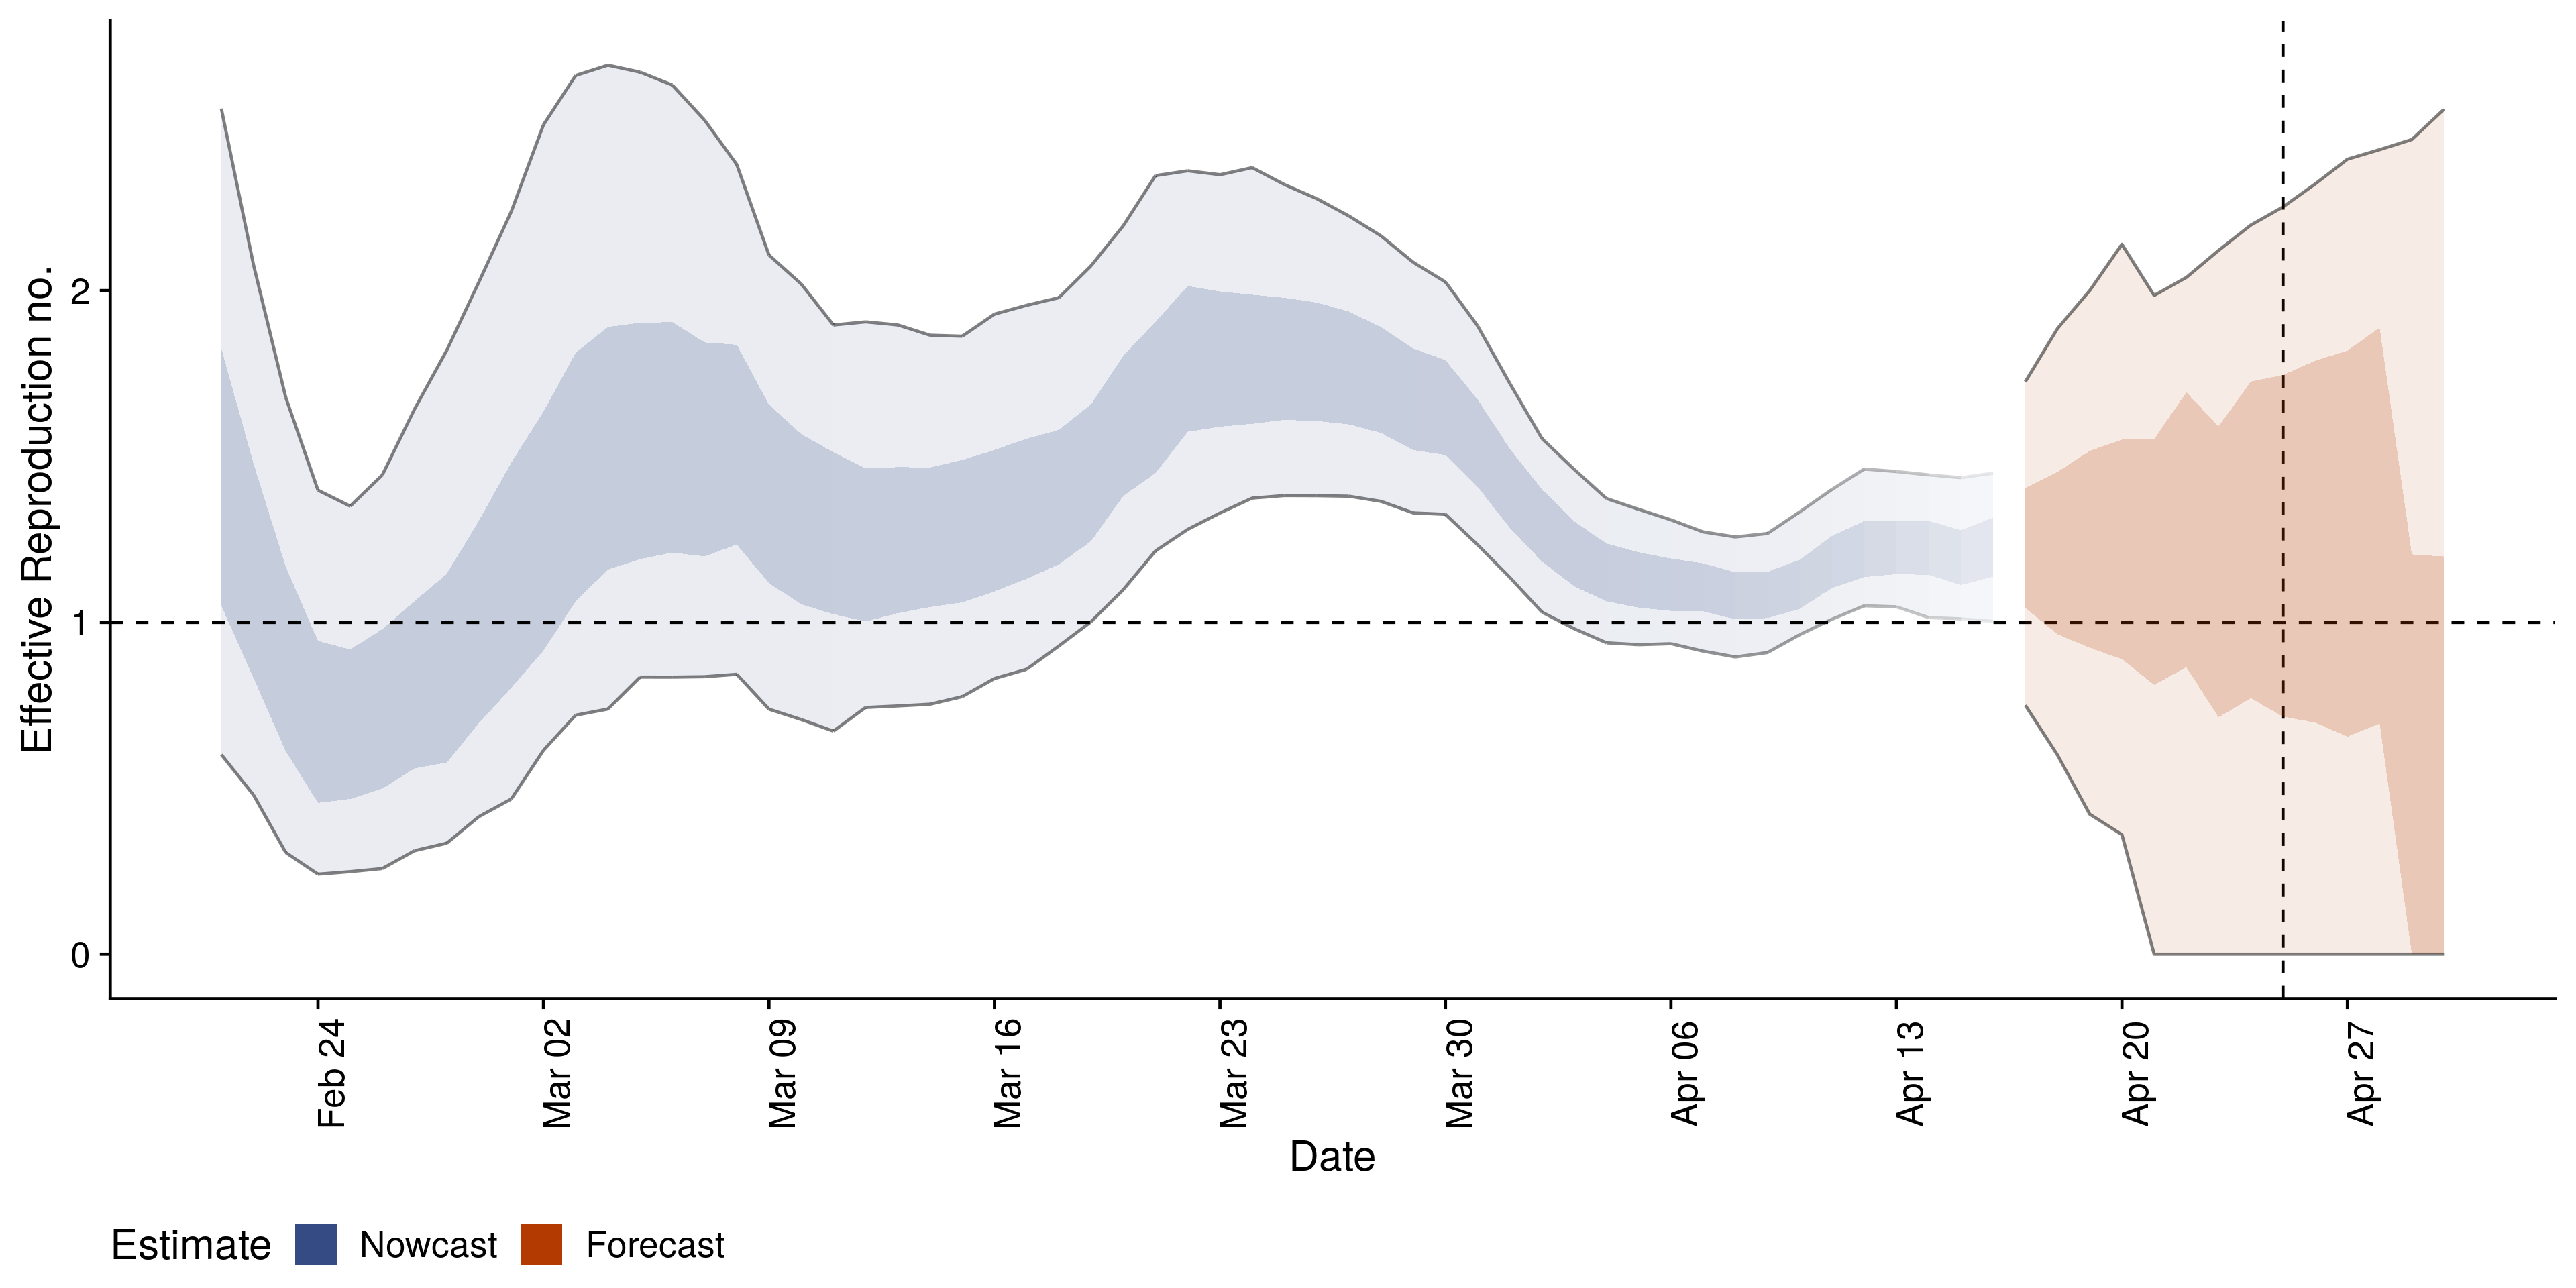 Effective Reproduction no.
2
1
0
Feb 24
Mar 02
Mar 09
Mar 16
Mar 23
Mar 30
Apr 06
Apr 13
Apr 20
Apr 27
Date
Estimate Nowcast Forecast